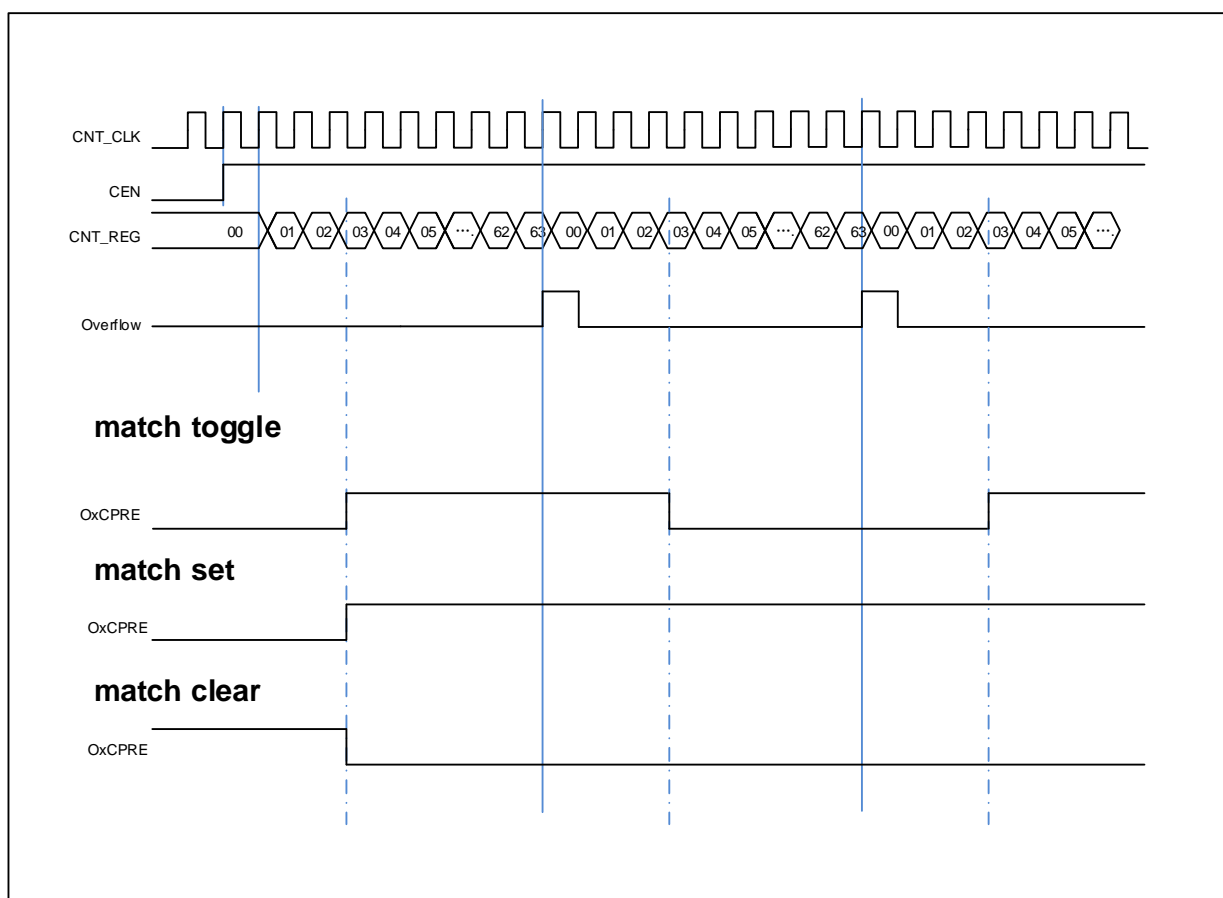 CNT_CLK
CEN
CNT_REG 00 01 02 03 04 05 …. 62 63 00 01 02 03 04 05 …. 62 63 00 01 02 03 04 05 ….
Overflow
match toggle
OxCPRE
match set
OxCPRE
match clear
OxCPRE